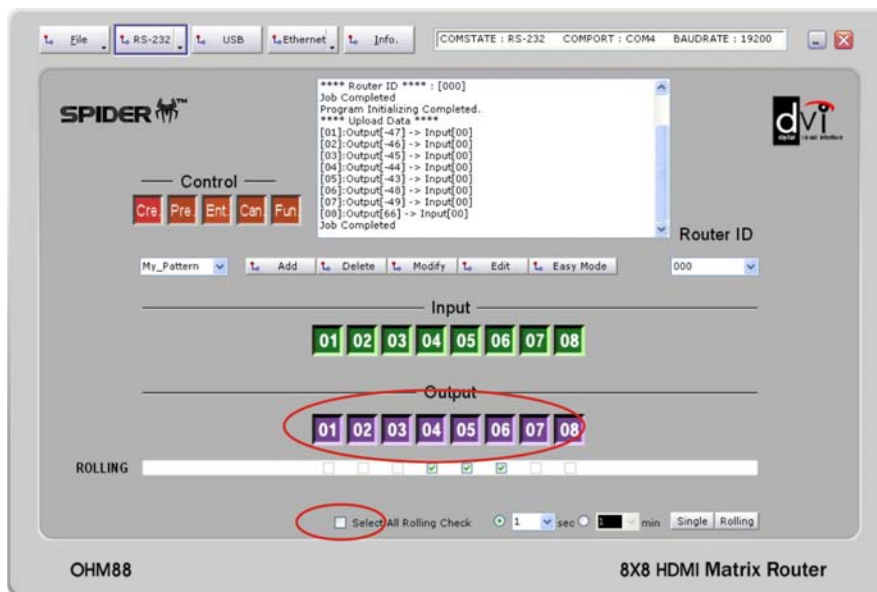 File RS-232 USB Ethernet Info. COMSTATE : RS-232 COMPORT : COM4 BAUDRATE : 19200
**** Router ID **** : [000]
Job Completed
Program Initializing Completed.
**** Upload Data ****
[01]:Output[-47] -> Input[00]
[02]:Output[-46] -> Input[00]
[03]:Output[-45] -> Input[00]
[04]:Output[-44] -> Input[00]
[05]:Output[-43] -> Input[00]
[06]:Output[-48] -> Input[00]
[07]:Output[-49] -> Input[00]
[08]:Output[66] -> Input[00]
Job Completed
SPIDER ™
dvi
Control
Cre. Pre. Ent. Can. Fun.
Router ID
My_Pattern Add Delete Modify Edit Easy Mode 000
Input
01 02 03 04 05 06 07 08
Output
01 02 03 04 05 06 07 08
ROLLING
Select All Rolling Check 1 sec min Single Rolling
OHM88 8X8 HDMI Matrix Router